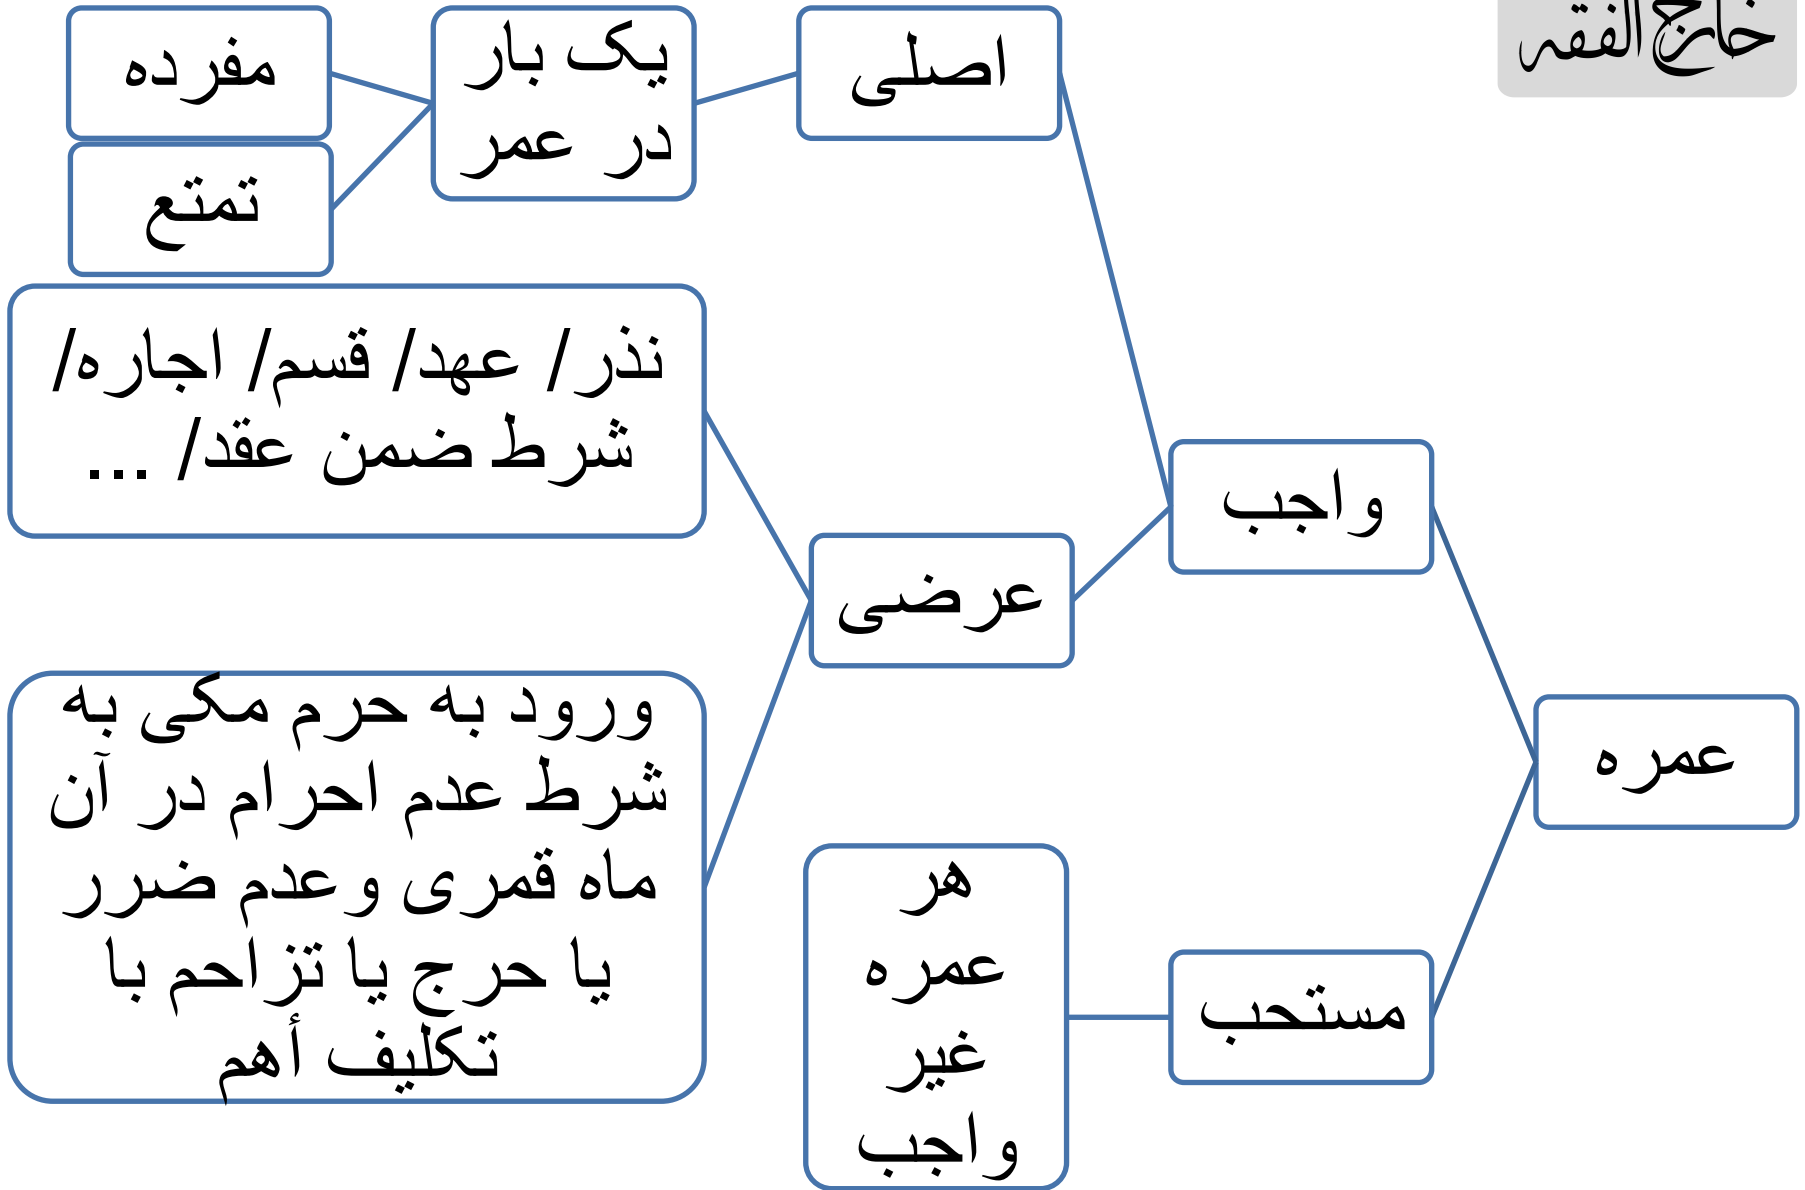 خارج الفقه
عمره
واجب
اصلی
یک بار
در عمر
مفرده
تمتع
عرضی
نذر/ عهد/ قسم/ اجاره/
شرط ضمن عقد/ ...
ورود به حرم مکی به
شرط عدم احرام در آن
ماه قمری وعدم ضرر
یا حرج یا تزاحم با
تکلیف أهم
مستحب
هر
عمره
غیر
واجب